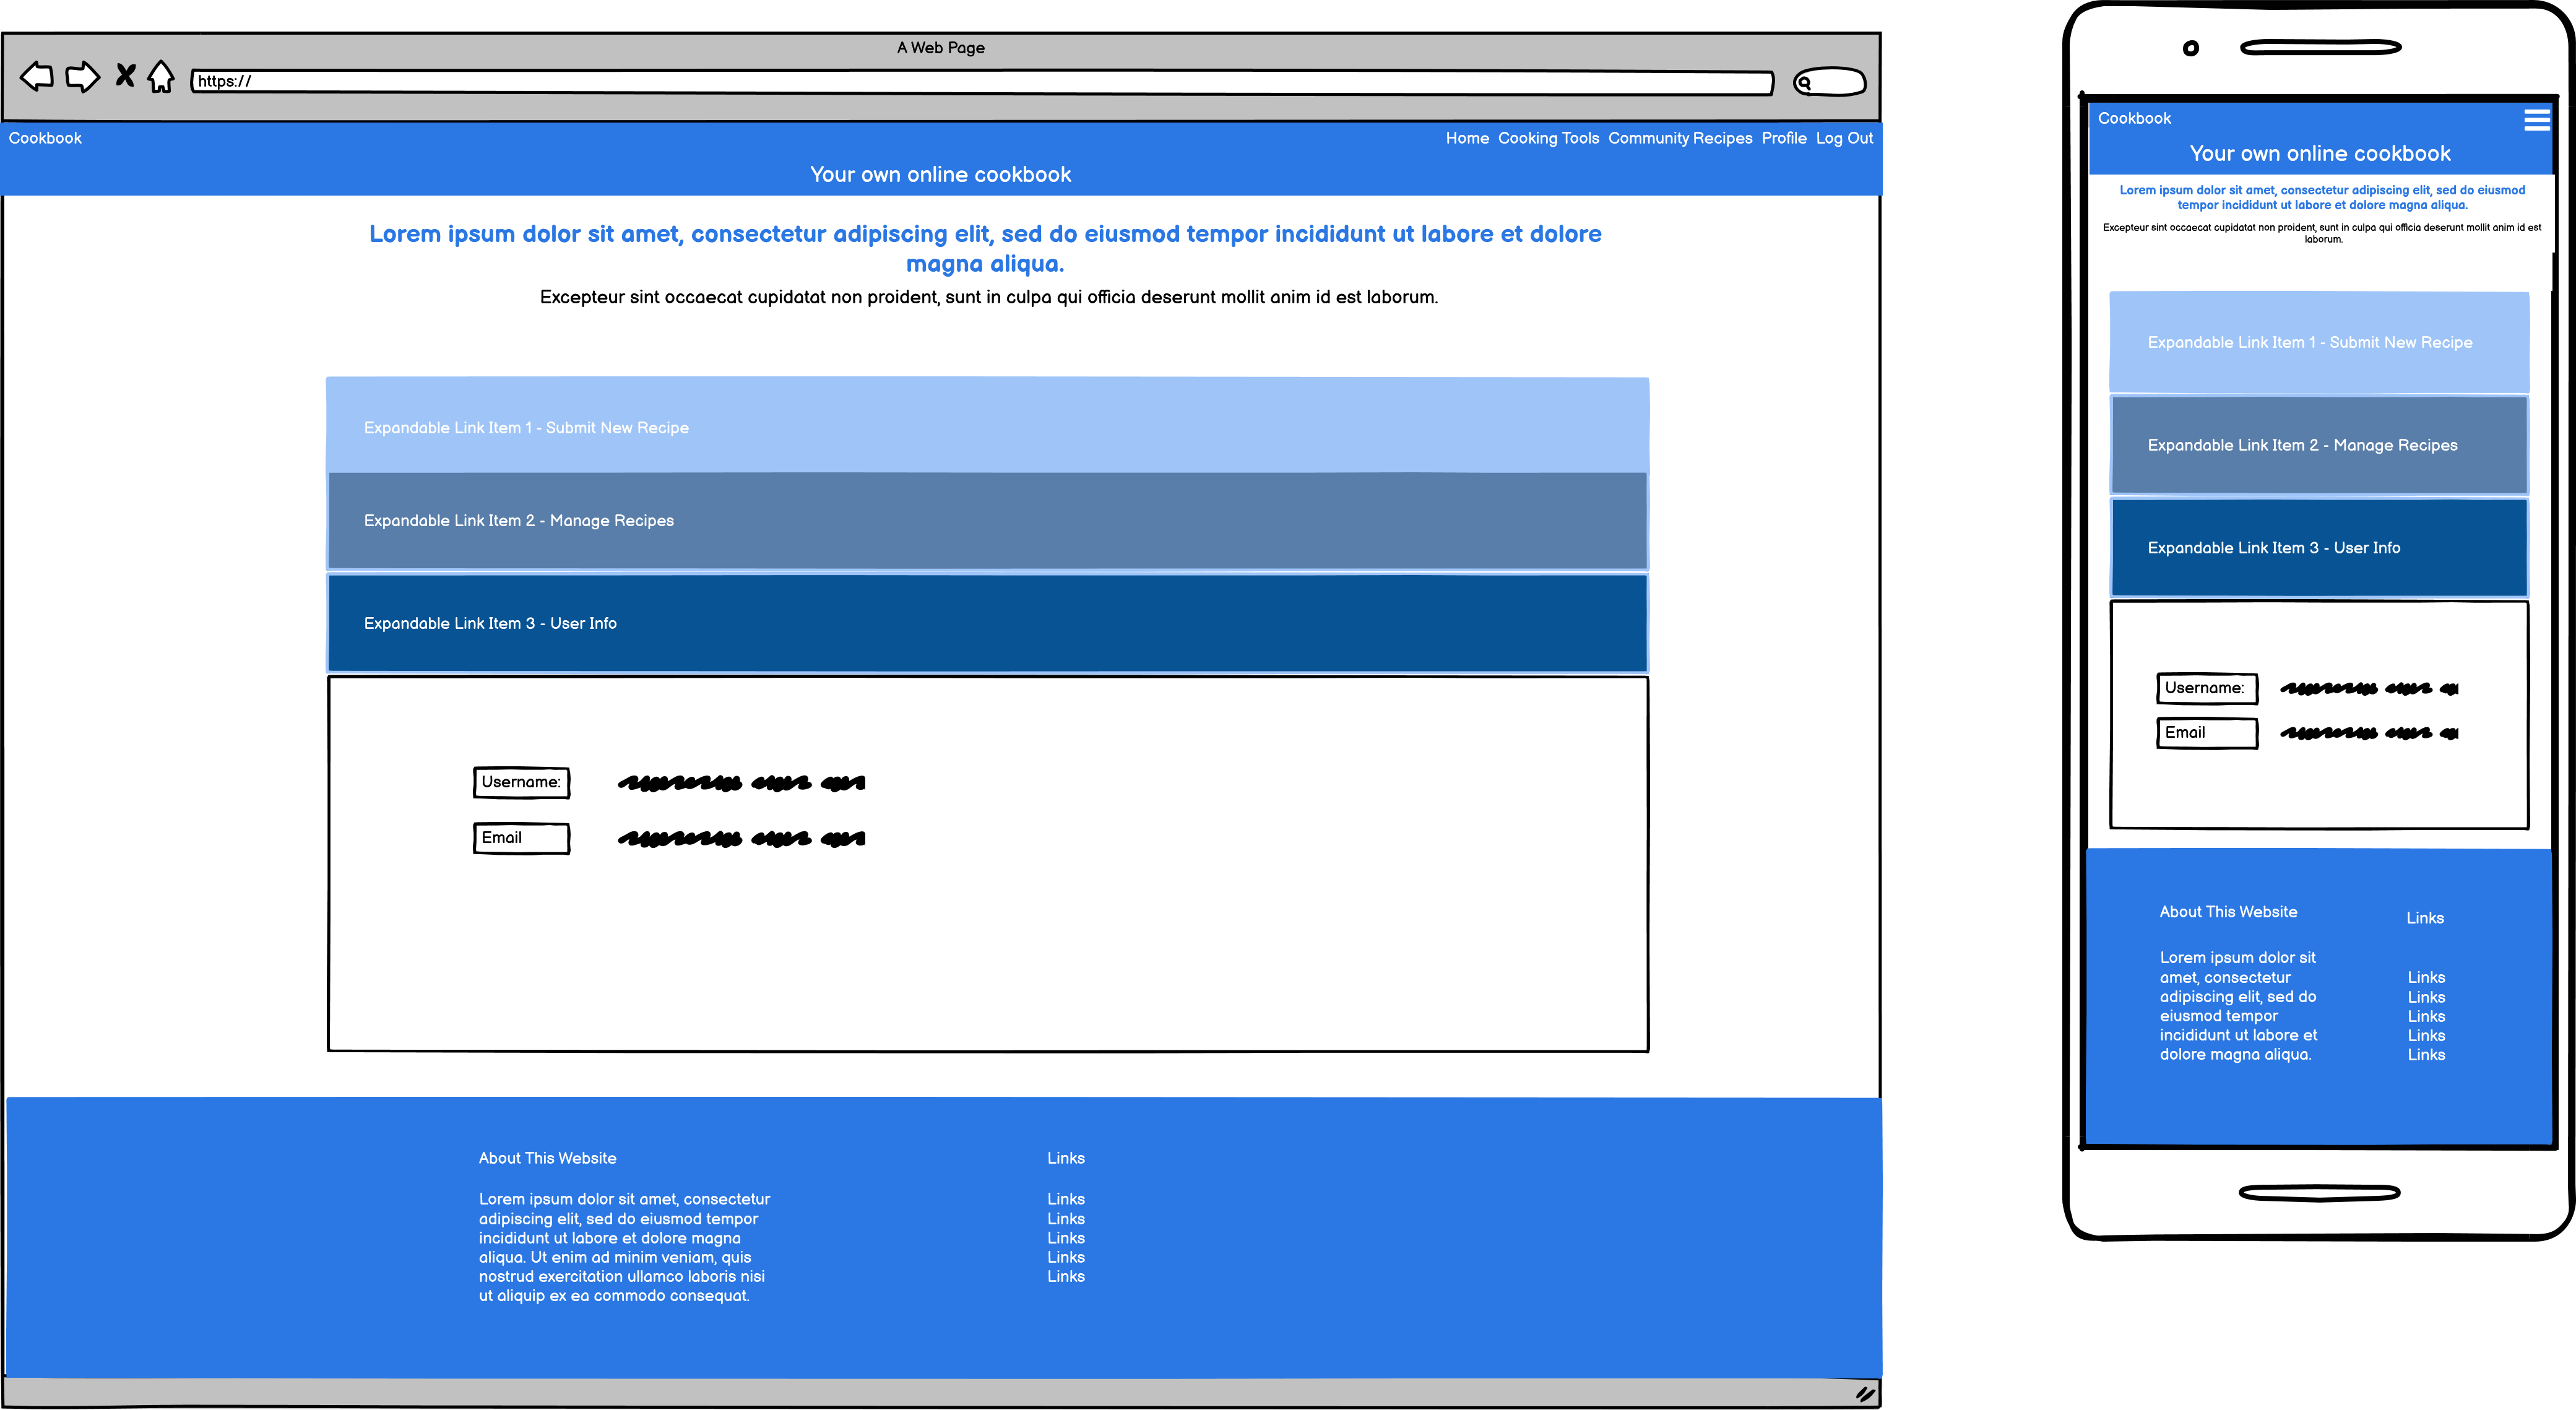 A Web Page
https://
Cookbook
Home Cooking Tools Community Recipes Profile Log Out
Your own online cookbook
Lorem ipsum dolor sit amet, consectetur adipiscing elit, sed do eiusmod tempor incididunt ut labore et dolore
magna aliqua.
Excepteur sint occaecat cupidatat non proident, sunt in culpa qui officia deserunt mollit anim id est laborum.
Expandable Link Item 1 - Submit New Recipe
Expandable Link Item 2 - Manage Recipes
Expandable Link Item 3 - User Info
Username:
Email
About This Website
Lorem ipsum dolor sit amet, consectetur
adipiscing elit, sed do eiusmod tempor
incididunt ut labore et dolore magna
aliqua. Ut enim ad minim veniam, quis
nostrud exercitation ullamco laboris nisi
ut aliquip ex ea commodo consequat.
Links
Links
Links
Links
Links
Links
Cookbook
Your own online cookbook
Lorem ipsum dolor sit amet, consectetur adipiscing elit, sed do eiusmod
tempor incididunt ut labore et dolore magna aliqua.
Excepteur sint occaecat cupidatat non proident, sunt in culpa qui officia deserunt mollit anim id est
laborum.
Expandable Link Item 1 - Submit New Recipe
Expandable Link Item 2 - Manage Recipes
Expandable Link Item 3 - User Info
Username:
Email
About This Website
Lorem ipsum dolor sit
amet, consectetur
adipiscing elit, sed do
eiusmod tempor
incididunt ut labore et
dolore magna aliqua.
Links
Links
Links
Links
Links
Links